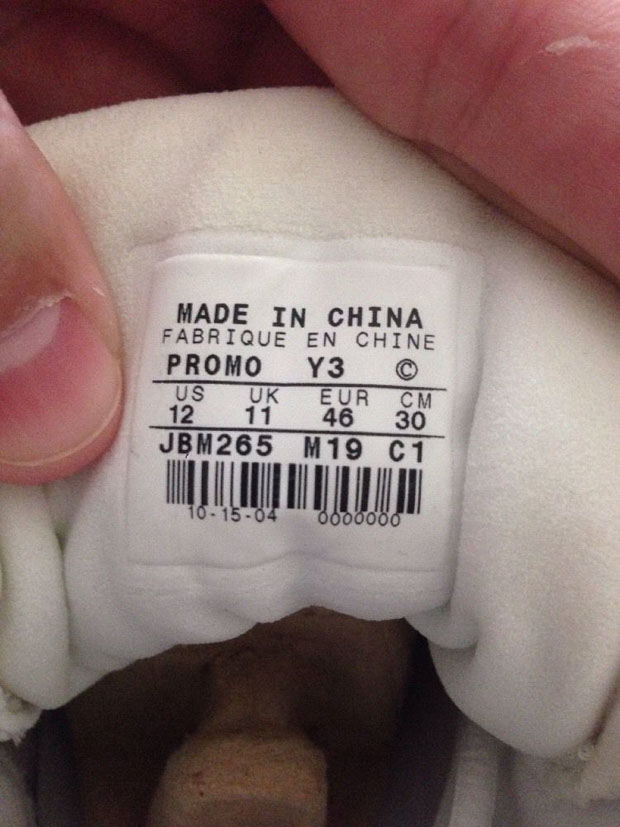 MADE IN CHINA
FABRIQUE EN CHINE
PROMO Y3 ©
US UK EUR CM
12 11 46 30
JBM265 M19 C1
10-15-04 0000000